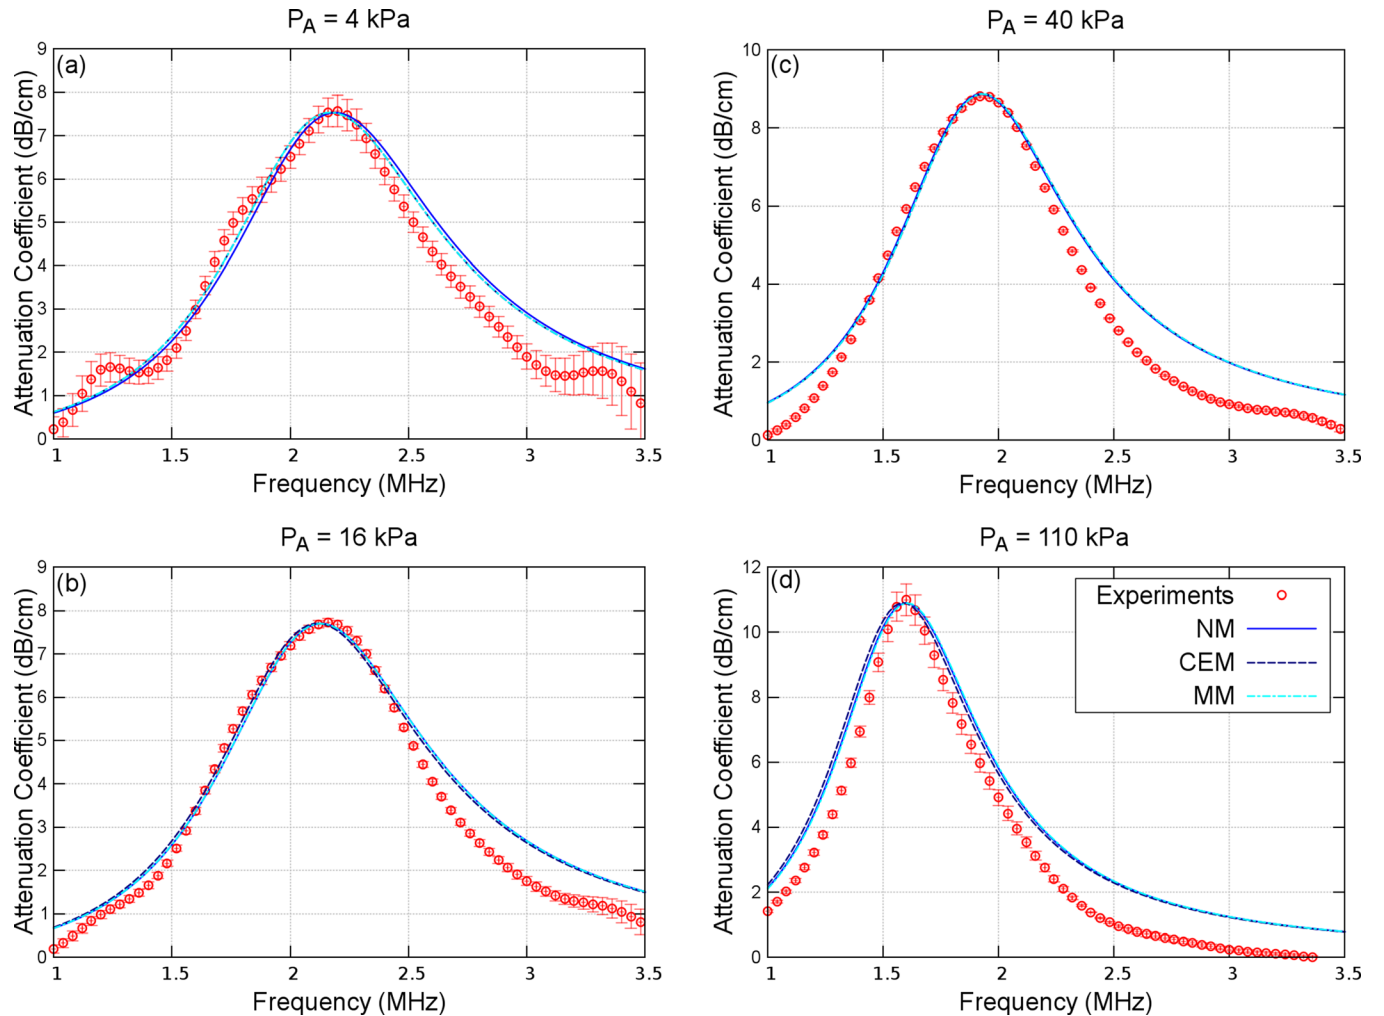 P_A = 4 kPa
(a)
Attenuation Coefficient (dB/cm)
9
8
7
6
5
4
3
2
1
0
1 1.5 2 2.5 3 3.5
Frequency (MHz)
P_A = 40 kPa
(c)
Attenuation Coefficient (dB/cm)
10
8
6
4
2
0
1 1.5 2 2.5 3 3.5
Frequency (MHz)
P_A = 16 kPa
(b)
Attenuation Coefficient (dB/cm)
9
8
7
6
5
4
3
2
1
0
1 1.5 2 2.5 3 3.5
Frequency (MHz)
P_A = 110 kPa
(d)
Attenuation Coefficient (dB/cm)
12
10
8
6
4
2
0
1 1.5 2 2.5 3 3.5
Frequency (MHz)
Experiments
NM
CEM
MM